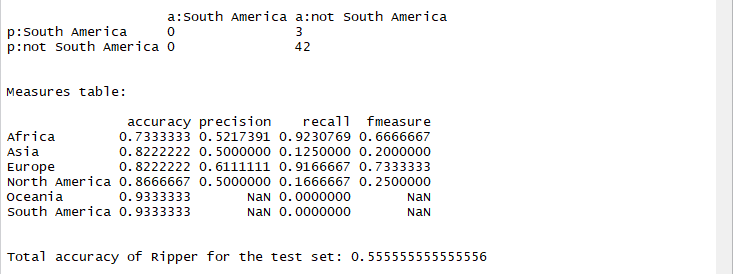 a:South America a:not South America
p:South America 0 3
p:not South America 0 42
Measures table:
accuracy precision recall fmeasure
Africa 0.7333333 0.5217391 0.9230769 0.6666667
Asia 0.8222222 0.5000000 0.1250000 0.2000000
Europe 0.8222222 0.6111111 0.9166667 0.7333333
North America 0.8666667 0.5000000 0.1666667 0.2500000
Oceania 0.9333333 NaN 0.0000000 NaN
South America 0.9333333 NaN 0.0000000 NaN
Total accuracy of Ripper for the test set: 0.555555555555556